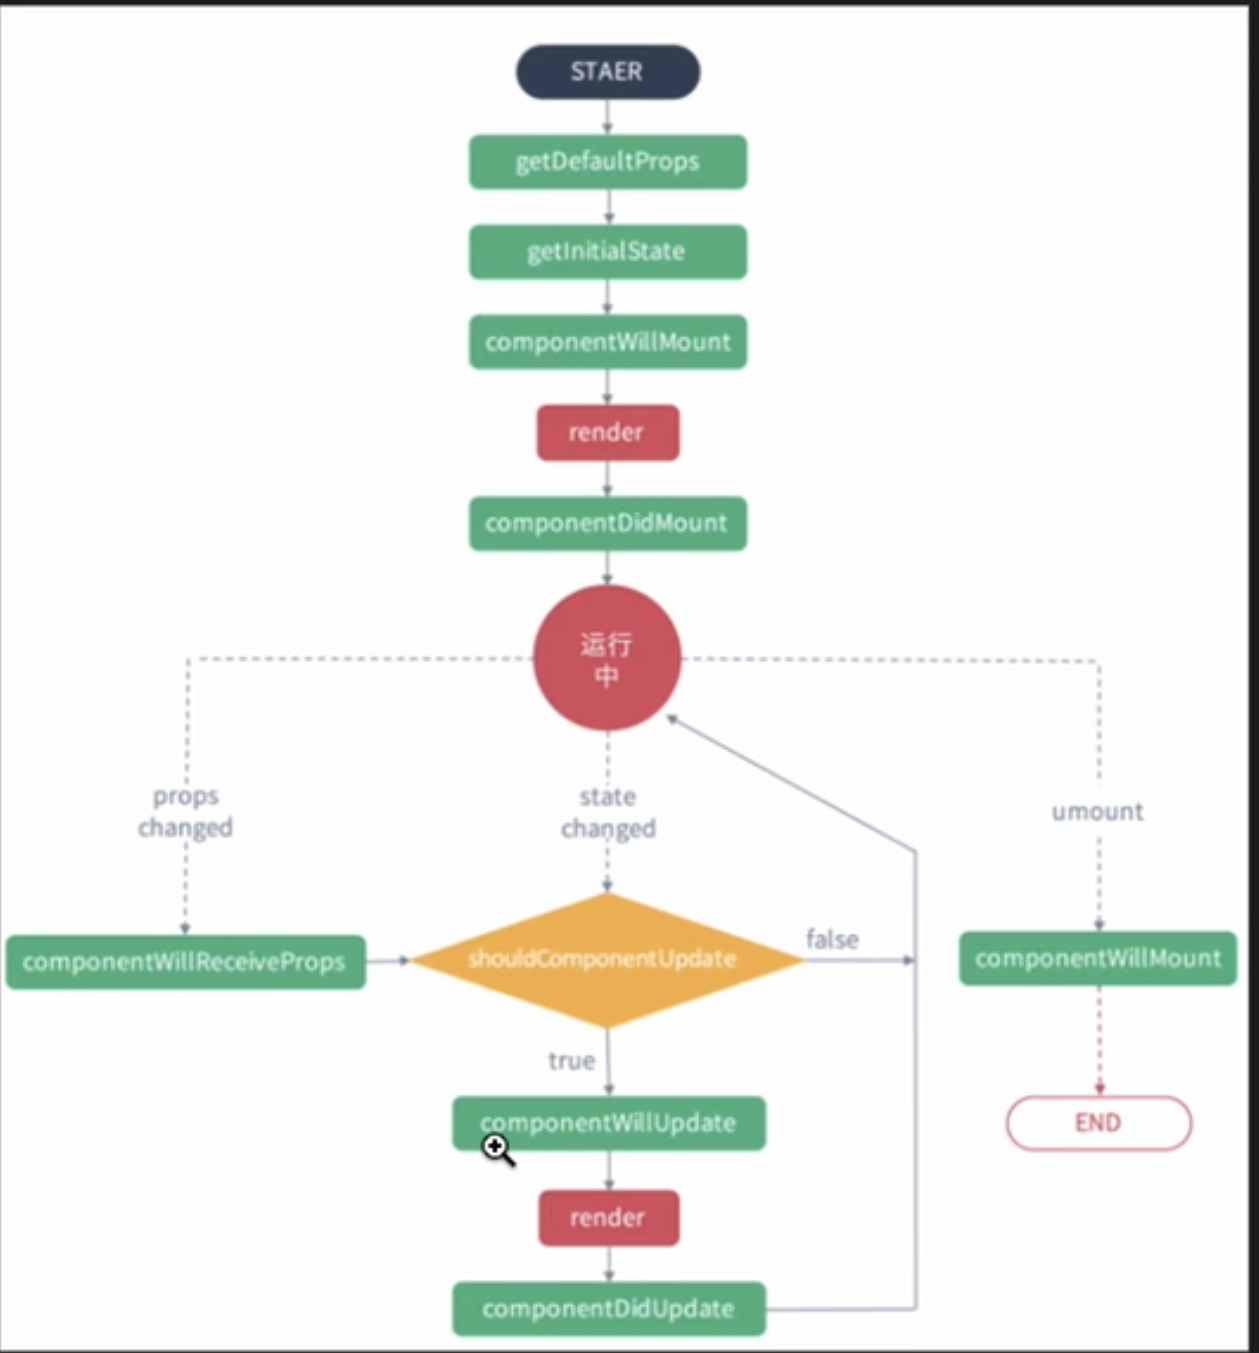 STAER
getDefaultProps
getInitialState
componentWillMount
render
componentDidMount
运行
中
props
changed
state
changed
umount
componentWillReceiveProps
shouldComponentUpdate
false
componentWillMount
true
componentWillUpdate
END
render
componentDidUpdate